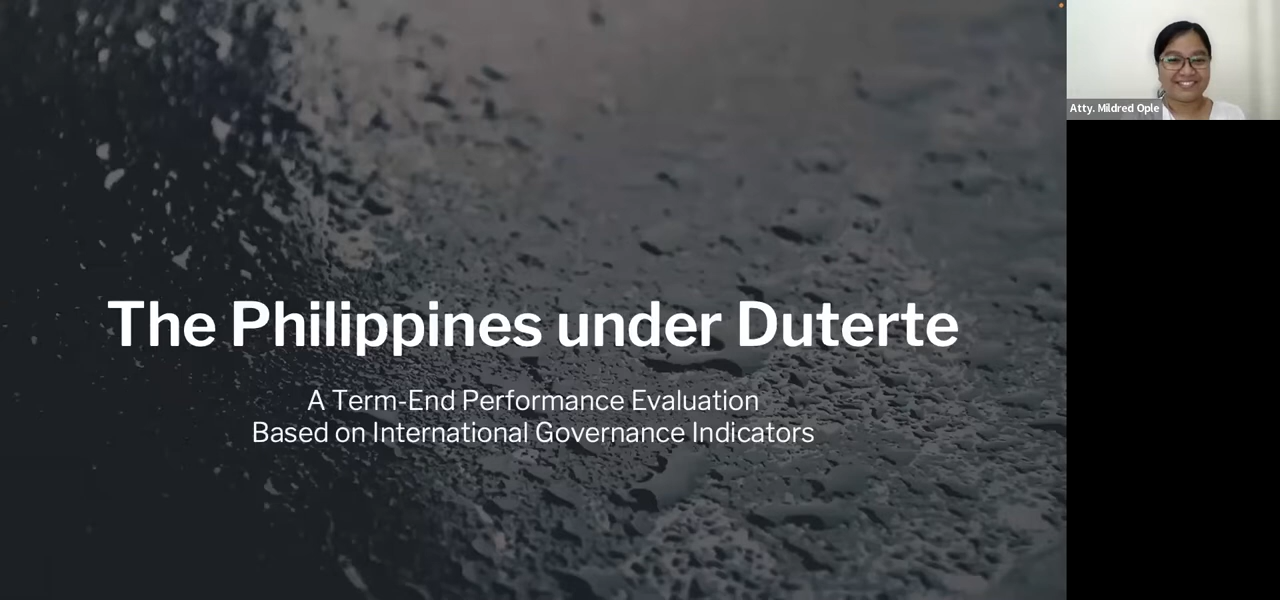 The Philippines under Duterte
A Term-End Performance Evaluation
Based on International Governance Indicators
Atty. Mildred Ople